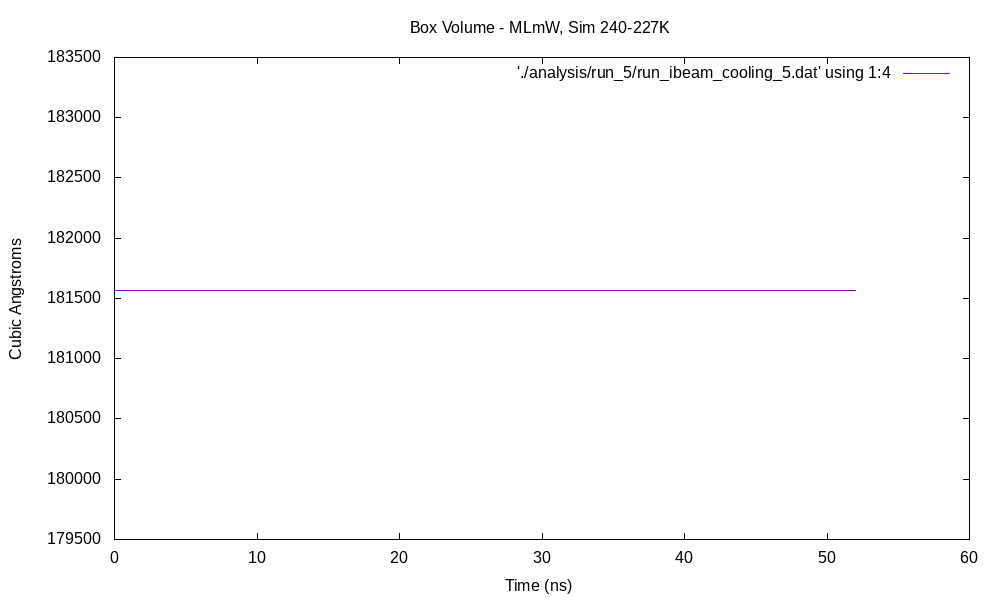 Box Volume - MLmW, Sim 240-227K
183500
'./analysis/run_5/run_ibeam_cooling_5.dat' using 1:4
183000
182500
182000
181500
181000
180500
180000
179500
Cubic Angstroms
0 10 20 30 40 50 60
Time (ns)